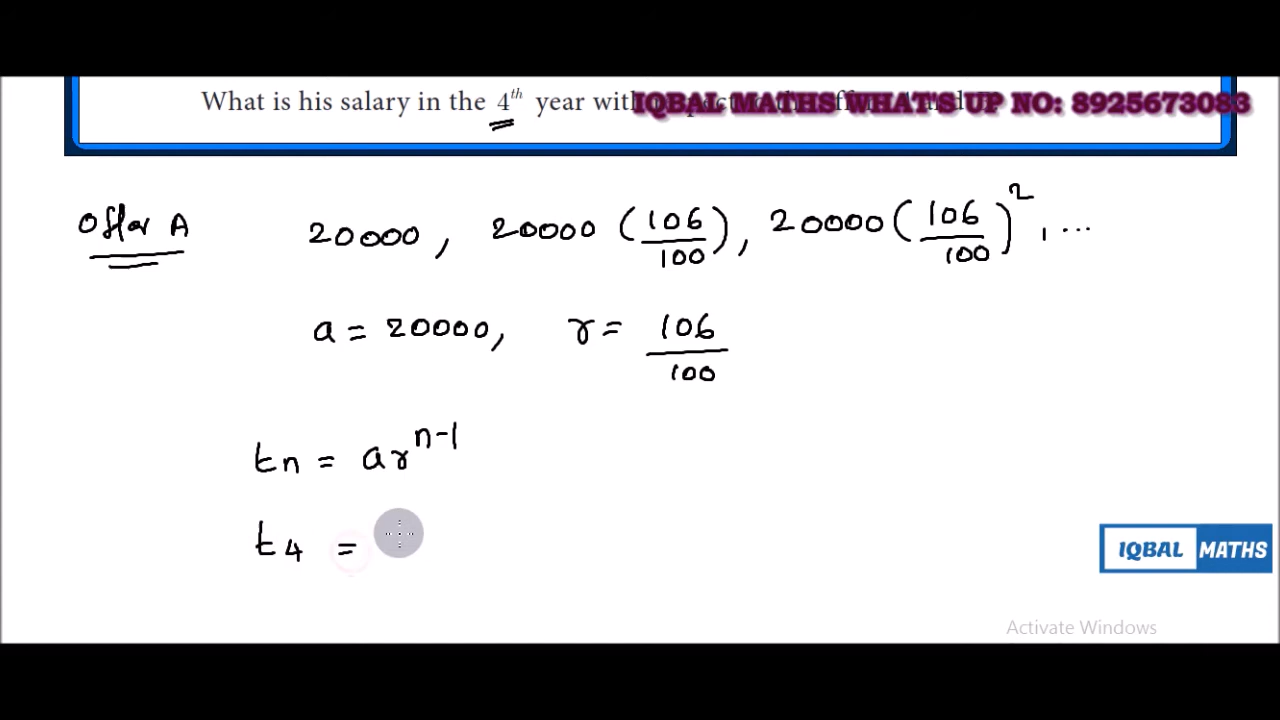 What is his salary in the 4th year with
IQBAL MATHS WHAT'S UP NO: 8925673083
Offer A 20000, 20000 (106/100), 20000 (106/100)^2, ...
a = 20000, r = 106/100
tn = ar^n-1
t4 =
IQBAL MATHS
Activate Windows